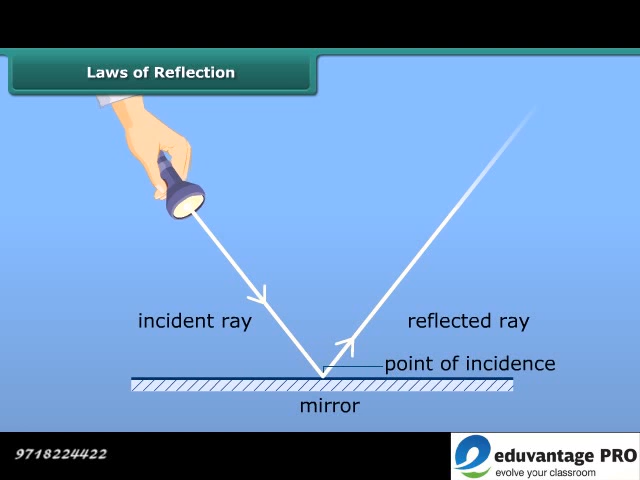 Laws of Reflection
incident ray
reflected ray
point of incidence
mirror
9718224422
eduvantage PRO
evolve your classroom